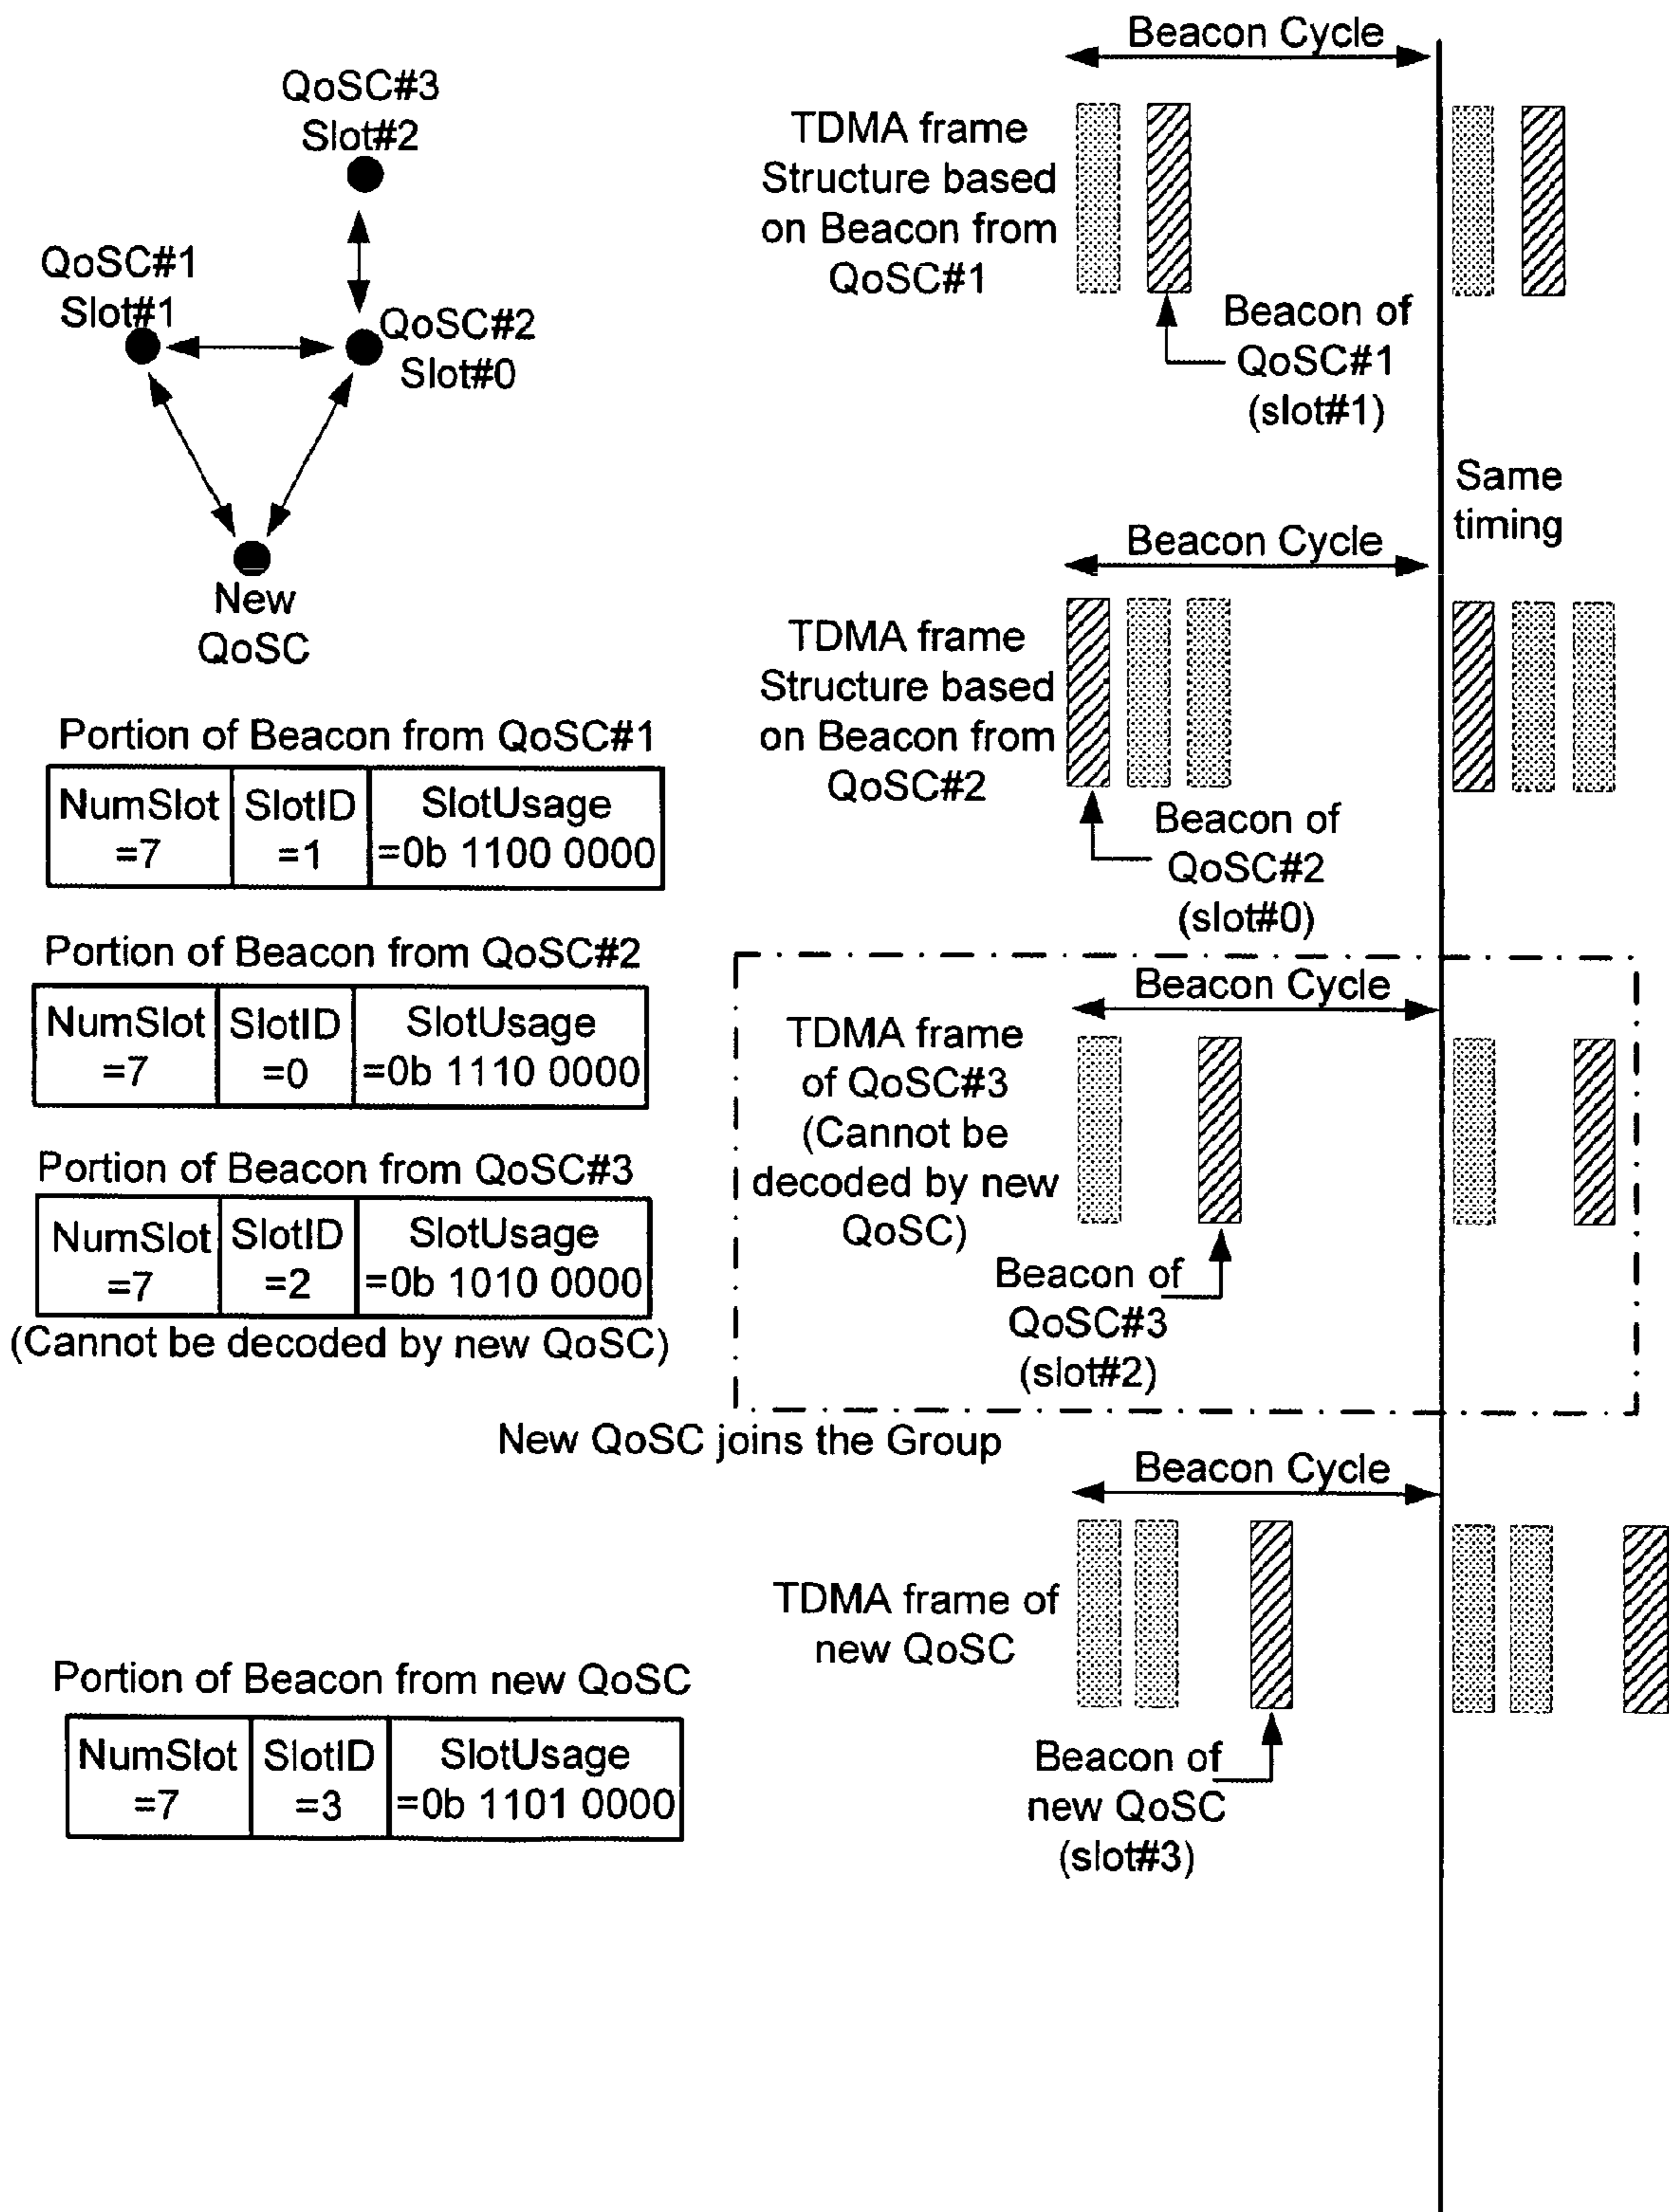 QoSC#3
Slot#2
QoSC#1
Slot#1
QoSC#2
Slot#0
New
QoSC
Portion of Beacon from QoSC#1
NumSlot
=7
SlotID
=1
SlotUsage
=0b 1100 0000
Portion of Beacon from QoSC#2
NumSlot
=7
SlotID
=0
SlotUsage
=0b 1110 0000
Portion of Beacon from QoSC#3
NumSlot
=7
SlotID
=2
SlotUsage
=0b 1010 0000
(Cannot be decoded by new QoSC)
Beacon Cycle
TDMA frame
Structure based
on Beacon from
QoSC#1
Beacon of
QoSC#1
(slot#1)
Same
timing
Beacon Cycle
TDMA frame
Structure based
on Beacon from
QoSC#2
Beacon of
QoSC#2
(slot#0)
Beacon Cycle
TDMA frame
of QoSC#3
(Cannot be
decoded by new
QoSC)
Beacon of
QoSC#3
(slot#2)
New QoSC joins the Group
Beacon Cycle
TDMA frame of
new QoSC
Beacon of
new QoSC
(slot#3)
Portion of Beacon from new QoSC
NumSlot
=7
SlotID
=3
SlotUsage
=0b 1101 0000